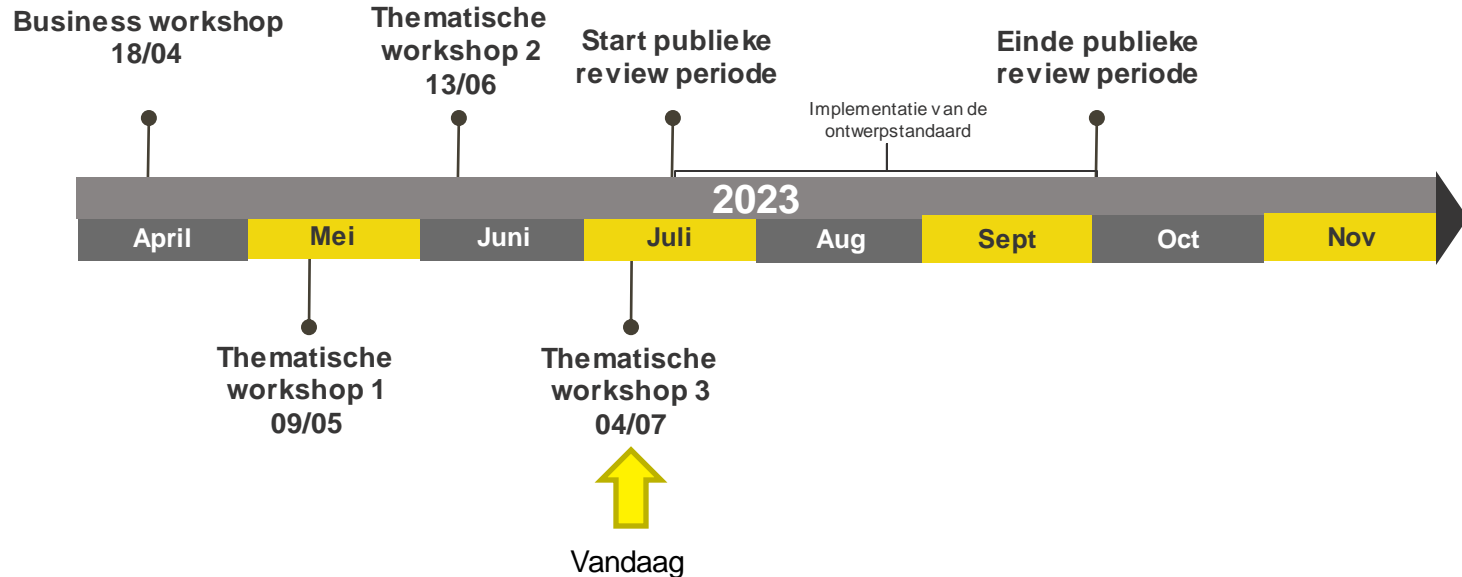 Business workshop
18/04
Thematische
workshop 2
13/06
Start publieke
review periode
Einde publieke
review periode
Implementatie van de
ontwerpstandaard
2023
April
Mei
Juni
Juli
Aug
Sept
Oct
Nov
Thematische
workshop 1
09/05
Thematische
workshop 3
04/07
Vandaag